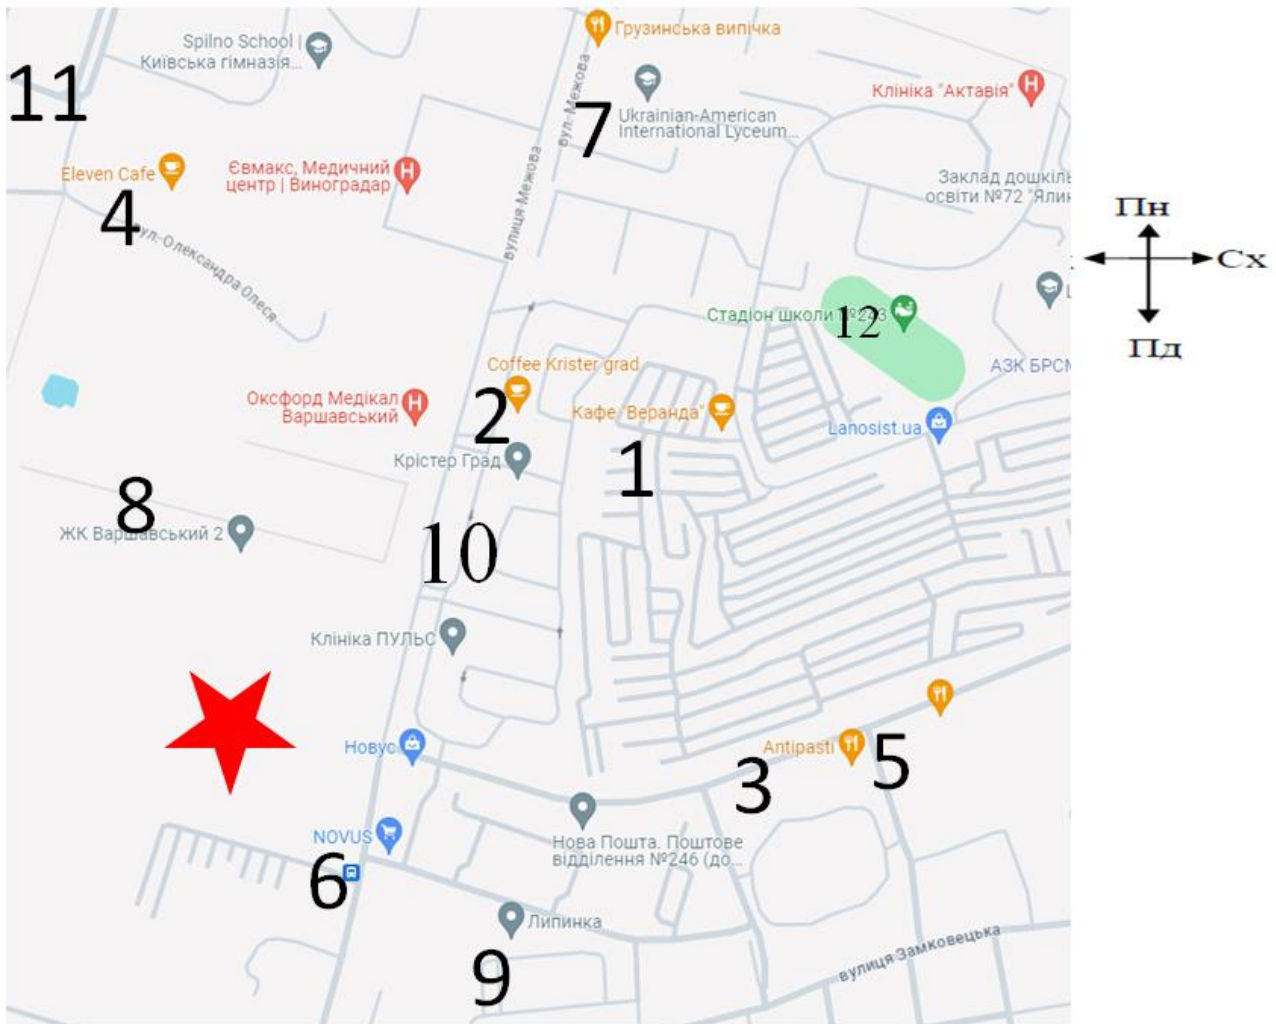 Грузинська випічка
Spilno School |
Київська гімназія...
11
вул. Межова
7
Ukrainian-American
International Lyceum...
Клініка "Актавія"
Eleven Cafe
Євмакс, Медичний
центр | Виноградар
вулиця Межова
Заклад дошкіль
освіти №72 "Ялин
4
вул. Олександра Олеся
Пн
Сх
Пд
Стадіон школи №243
12
АЗК БРСМ
Coffee Krister grad
Оксфорд Медікал
Варшавський
2
Кафе "Веранда"
Lanosist.ua
Крістер Град
1
8
ЖК Варшавський 2
10
Клініка ПУЛЬС
Новус
Antipasti
5
3
NOVUS
Нова Пошта. Поштове
відділення №246 (до...
6
Липинка
вулиця Замковецька
9